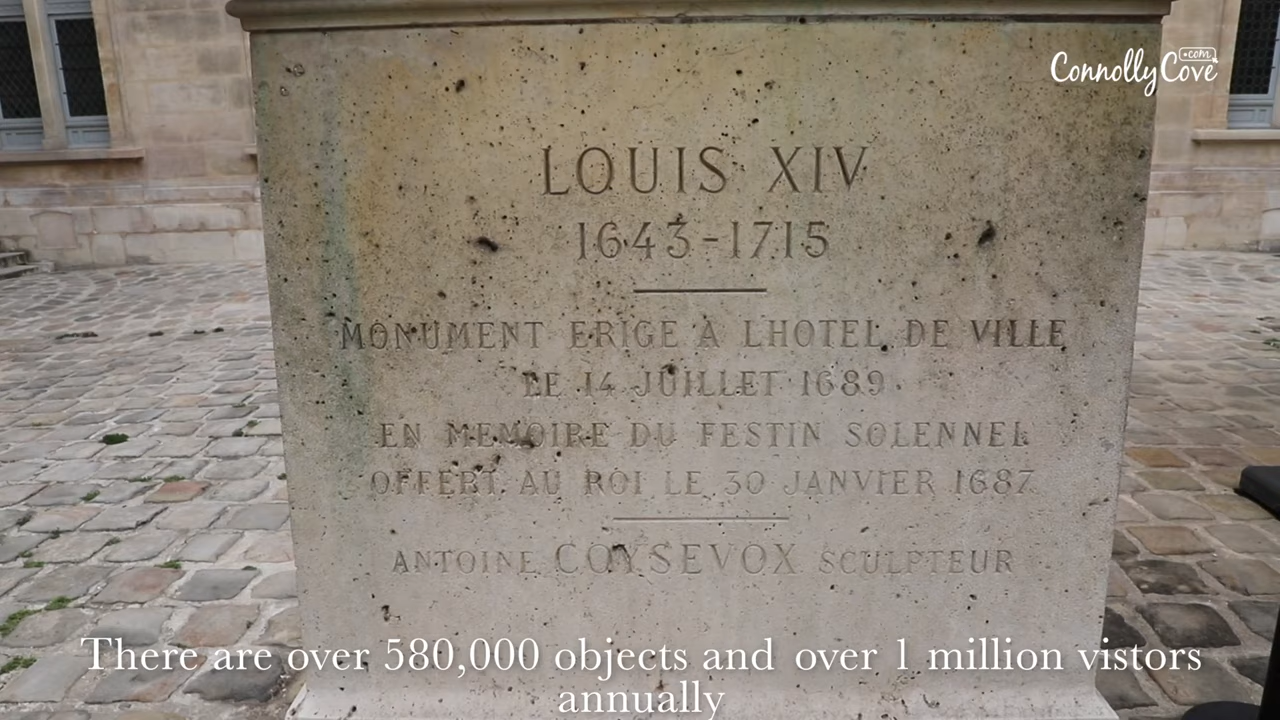 ConnollyCove.com
LOUIS XIV
1643-1715
MONUMENT ERIGE A LHOTEL DE VILLE
LE 14 JUILLET 1689
EN MEMOIRE DU FESTIN SOLENNEL
OFFERT AU ROI LE 30 JANVIER 1687
ANTOINE COYSEVOX SCULPTEUR
There are over 580,000 objects and over 1 million vistors
annually